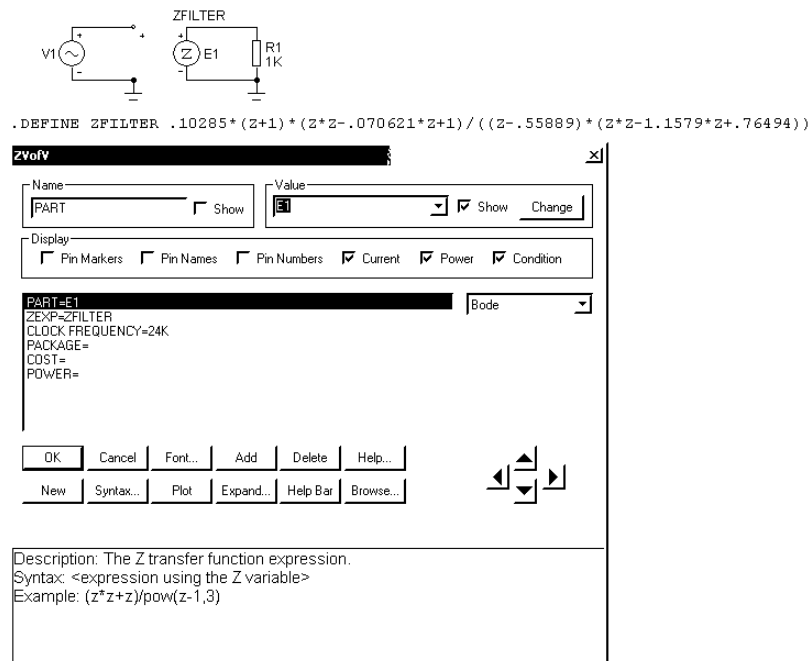 ZFILTER
V1
Z
E1
R1
1K
.DEFINE ZFILTER .10285*(Z+1)*(Z*Z-.070621*Z+1)/((Z-.55889)*(Z*Z-1.1579*Z+.76494))
ZVofV
Name
Value
PART
Show
E1
Show
Change
Display
Pin Markers
Pin Names
Pin Numbers
Current
Power
Condition
PART=E1
Bode
ZEXP=ZFILTER
CLOCK FREQUENCY=24K
PACKAGE=
COST=
POWER=
OK
Cancel
Font...
Add
Delete
Help...
New
Syntax...
Plot
Expand...
Help Bar
Browse...
Description: The Z transfer function expression.
Syntax: <expression using the Z variable>
Example: (z*z+z)/pow(z-1,3)